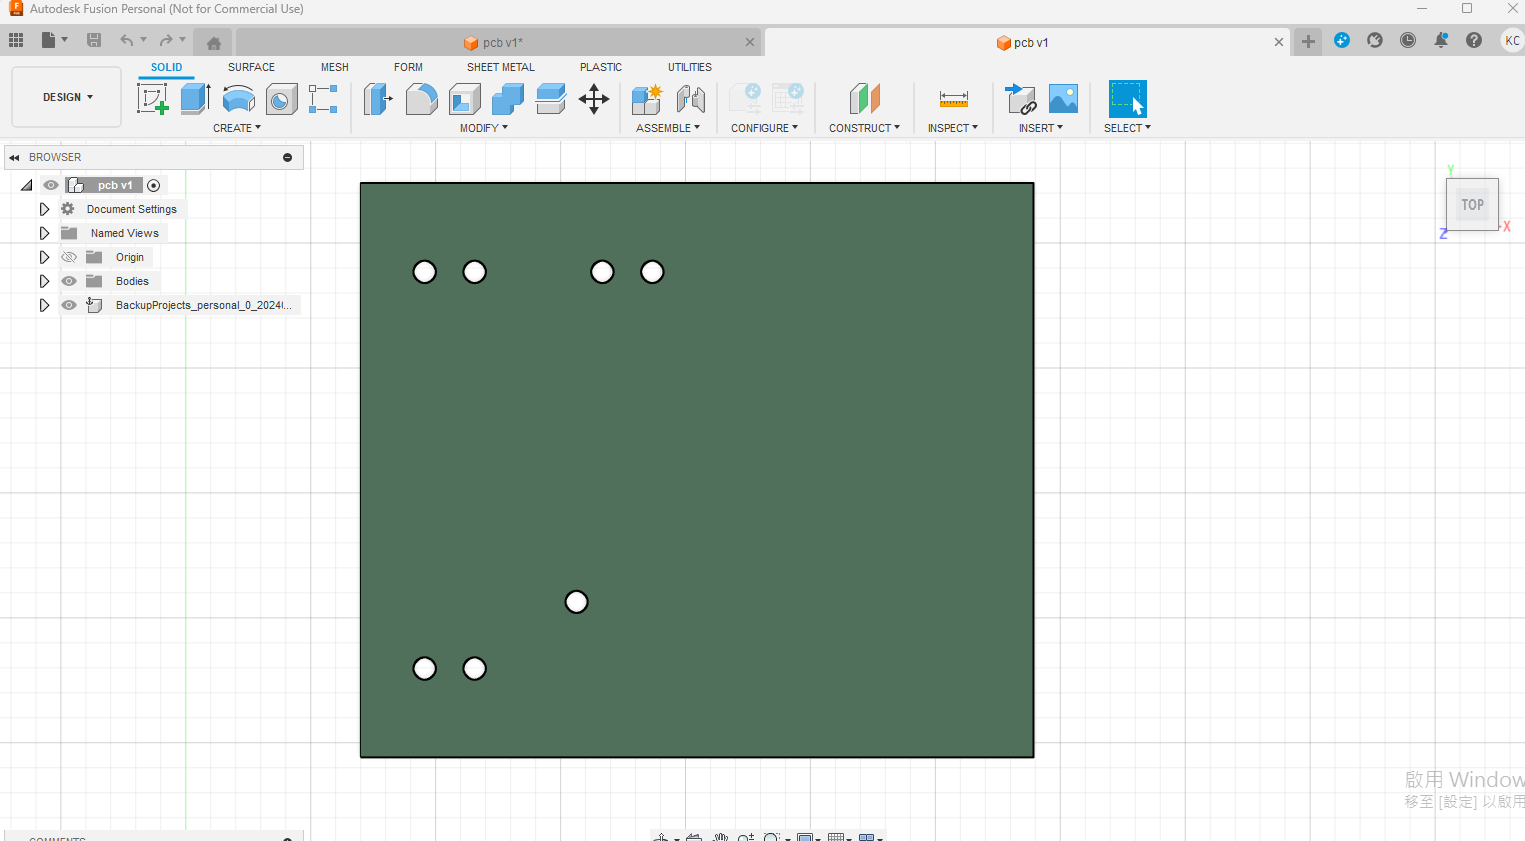 Autodesk Fusion Personal (Not for Commercial Use)
pcb v1*
pcb v1
KC
DESIGN
SOLID
SURFACE
MESH
FORM
SHEET METAL
PLASTIC
UTILITIES
CREATE
MODIFY
ASSEMBLE
CONFIGURE
CONSTRUCT
INSPECT
INSERT
SELECT
BROWSER
pcb v1
Document Settings
Named Views
Origin
Bodies
BackupProjects_personal_0_2024(...
Y
TOP
X
Z
啟用 Window
移至 [設定] 以啟用
COMMENTS